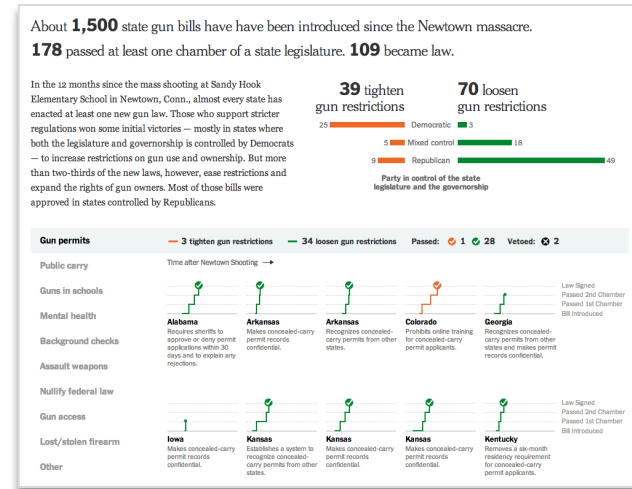 About 1,500 state gun bills have have been introduced since the Newtown massacre.
178 passed at least one chamber of a state legislature. 109 became law.
In the 12 months since the mass shooting at Sandy Hook
Elementary School in Newtown, Conn., almost every state has
enacted at least one new gun law. Those who support stricter
regulations won some initial victories — mostly in states where
both the legislature and governorship is controlled by Democrats
— to increase restrictions on gun use and ownership. But more
than two-thirds of the new laws, however, ease restrictions and
expand the rights of gun owners. Most of those bills were
approved in states controlled by Republicans.
39 tighten
gun restrictions
70 loosen
gun restrictions
25 Democratic 3
5 Mixed control 18
9 Republican 49
Party in control of the state
legislature and the governorship
Gun permits
3 tighten gun restrictions 34 loosen gun restrictions Passed: 1 28 Vetoed: 2
Public carry
Guns in schools
Mental health
Background checks
Assault weapons
Nullify federal law
Gun access
Lost/stolen firearm
Other
Time after Newtown Shooting →
Law Signed
Passed 2nd Chamber
Passed 1st Chamber
Bill Introduced
Alabama
Requires sheriffs to
approve or deny permit
applications within 30
days and to explain any
rejections.
Arkansas
Makes concealed-carry
permit records
confidential.
Arkansas
Recognizes concealed-
carry permits from other
states.
Colorado
Prohibits online training
for concealed-carry
permit applicants.
Georgia
Recognizes concealed-
carry permits from other
states and makes permit
records confidential.
Law Signed
Passed 2nd Chamber
Passed 1st Chamber
Bill Introduced
Iowa
Makes concealed-carry
permit records
confidential.
Kansas
Establishes a system to
recognize concealed-
carry permits from other
states.
Kansas
Makes concealed-carry
permit records
confidential.
Kansas
Makes concealed-carry
permit records
confidential.
Kentucky
Removes a six-month
residency requirement
for concealed-carry
permit applicants.